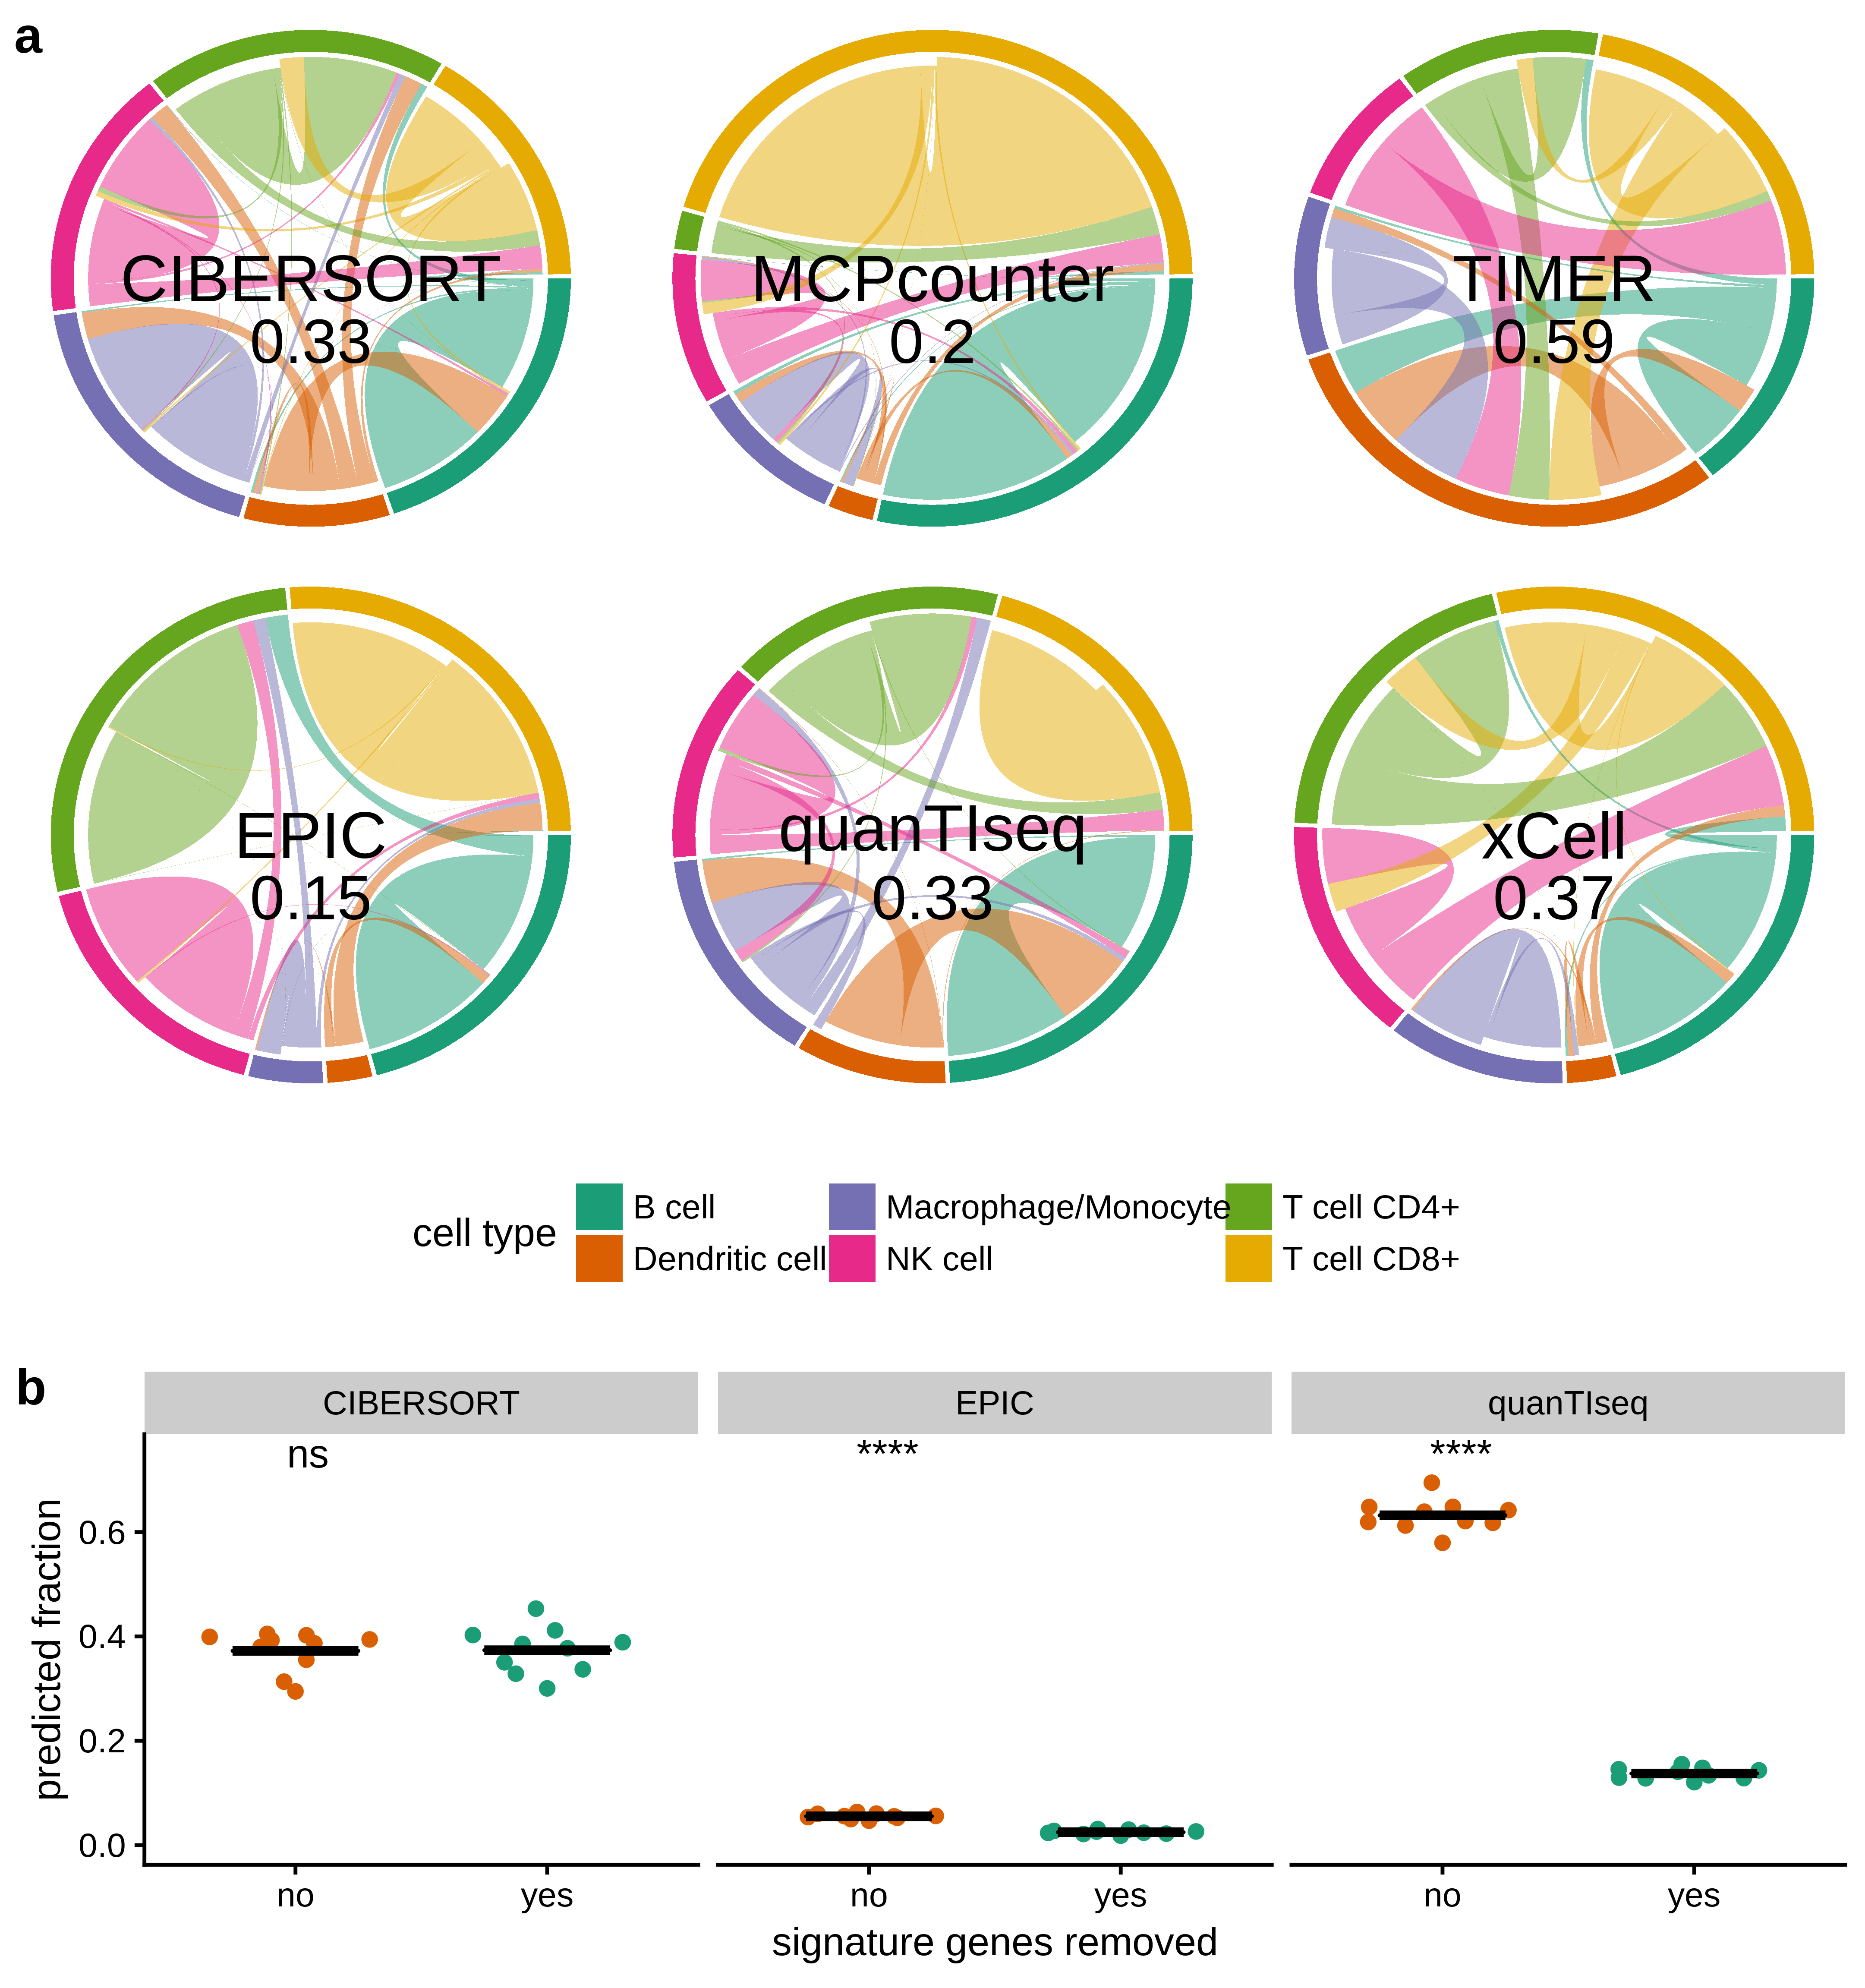 a
CIBERSORT
0.33
MCPcounter
0.2
TIMER
0.59
EPIC
0.15
quanTIseq
0.33
xCell
0.37
cell type
B cell
Macrophage/Monocyte
T cell CD4+
Dendritic cell
NK cell
T cell CD8+
b
CIBERSORT
EPIC
quanTIseq
ns
****
****
predicted fraction
0.6
0.4
0.2
0.0
no
yes
no
yes
no
yes
signature genes removed